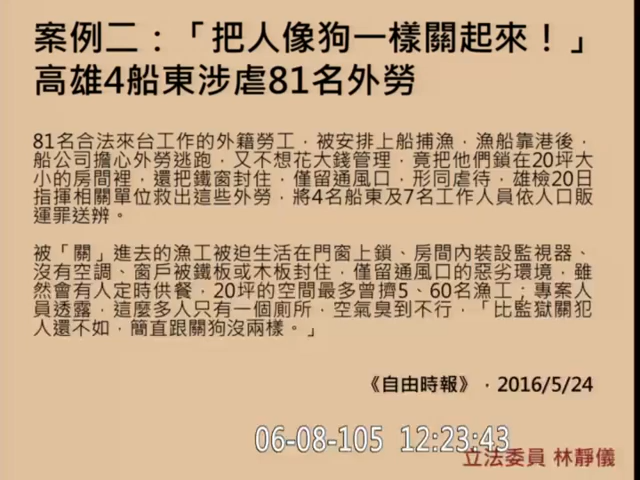 案例二：「把人像狗一樣關起來！」
高雄4船東涉虐81名外勞
81名合法來台工作的外籍勞工，被安排上船捕漁，漁船靠港後，
船公司擔心外勞逃跑，又不想花大錢管理，竟把他們鎖在20坪大
小的房間裡，還把鐵窗封住，僅留通風口，形同虐待，雄檢20日
指揮相關單位救出這些外勞，將4名船東及7名工作人員依人口販
運罪送辦。
被「關」進去的漁工被迫生活在門窗上鎖、房間內裝設監視器、
沒有空調、窗戶被鐵板或木板封住，僅留通風口的惡劣環境，雖
然會有人定時供餐，20坪的空間最多曾擠5、60名漁工；專案人
員透露，這麼多人只有一個廁所，空氣臭到不行，「比監獄關犯
人還不如，簡直跟關狗沒兩樣。」
《自由時報》，2016/5/24
06-08-105 12:23:43
立法委員 林靜儀